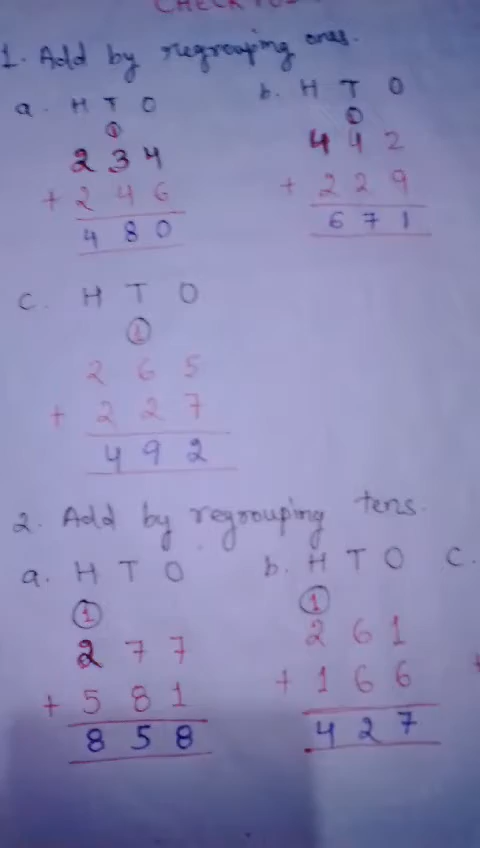 1. Add by regrouping ones.
a. H T O
①
2 3 4
+ 2 4 6
4 8 0
b. H T O
①
4 4 2
+ 2 2 9
6 7 1
c. H T O
①
2 6 5
+ 2 2 7
4 9 2
2. Add by regrouping tens.
a. H T O
①
2 7 7
+ 5 8 1
8 5 8
b. H T O
①
2 6 1
+ 1 6 6
4 2 7
C.
+